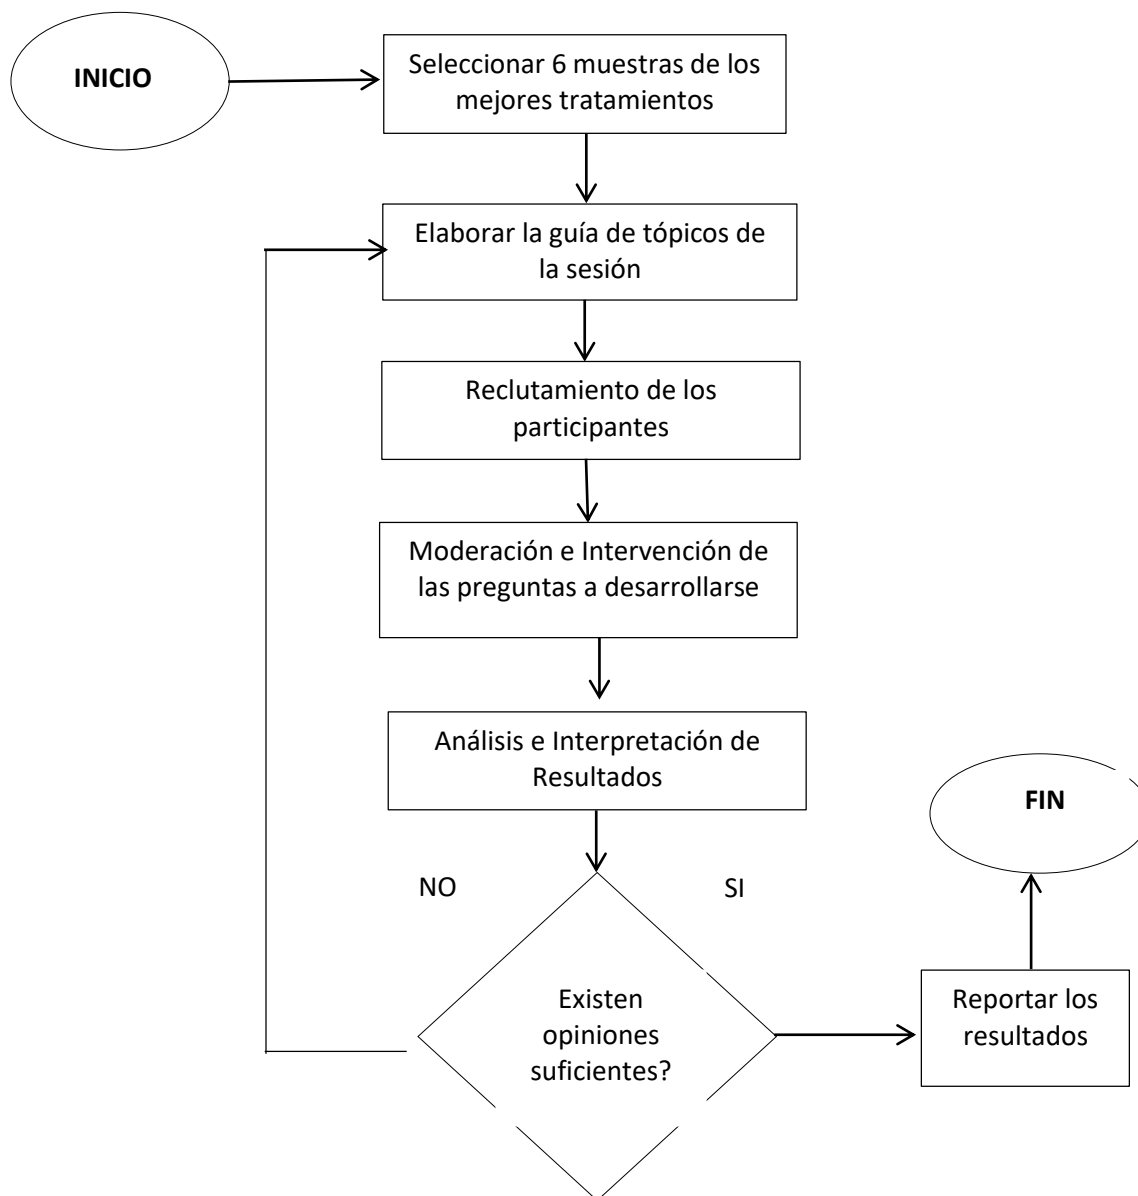 INICIO
Seleccionar 6 muestras de los
mejores tratamientos
Elaborar la guía de tópicos de
la sesión
Reclutamiento de los
participantes
Moderación e Intervención de
las preguntas a desarrollarse
Análisis e Interpretación de
Resultados
NO
SI
Existen
opiniones
suficientes?
Reportar los
resultados
FIN